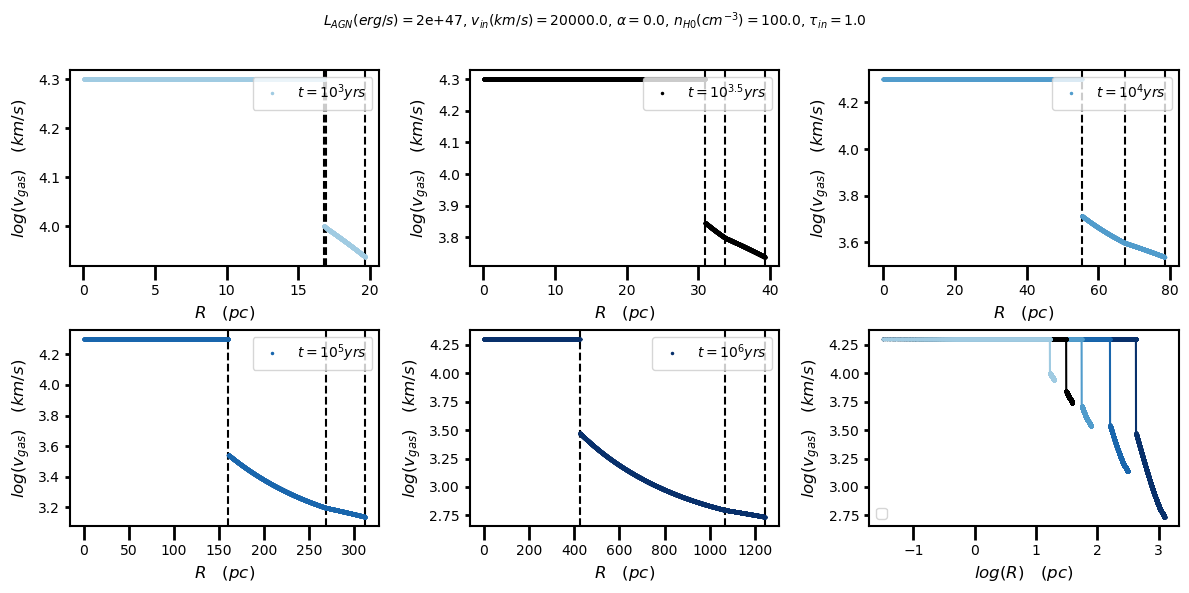 $L_{AGN}(erg/s) = 2e+47$, $v_{in}(km/s) = 20000.0$, $\alpha = 0.0$, $n_{H0}(cm^{-3}) = 100.0$, $\tau_{in} = 1.0$
4.3
4.2
4.1
4.0
$log(v_{gas})$ $(km/s)$
$t = 10^{3} yrs$
0 5 10 15 20
$R$ $(pc)$
4.3
4.2
4.1
4.0
3.9
3.8
$log(v_{gas})$ $(km/s)$
$t = 10^{3.5} yrs$
0 10 20 30 40
$R$ $(pc)$
4.2
4.0
3.8
3.6
$log(v_{gas})$ $(km/s)$
$t = 10^{4} yrs$
0 20 40 60 80
$R$ $(pc)$
4.2
4.0
3.8
3.6
3.4
3.2
$log(v_{gas})$ $(km/s)$
$t = 10^{5} yrs$
0 50 100 150 200 250 300
$R$ $(pc)$
4.25
4.00
3.75
3.50
3.25
3.00
2.75
$log(v_{gas})$ $(km/s)$
$t = 10^{6} yrs$
0 200 400 600 800 1000 1200
$R$ $(pc)$
4.25
4.00
3.75
3.50
3.25
3.00
2.75
$log(v_{gas})$ $(km/s)$
−1 0 1 2 3
$log(R)$ $(pc)$